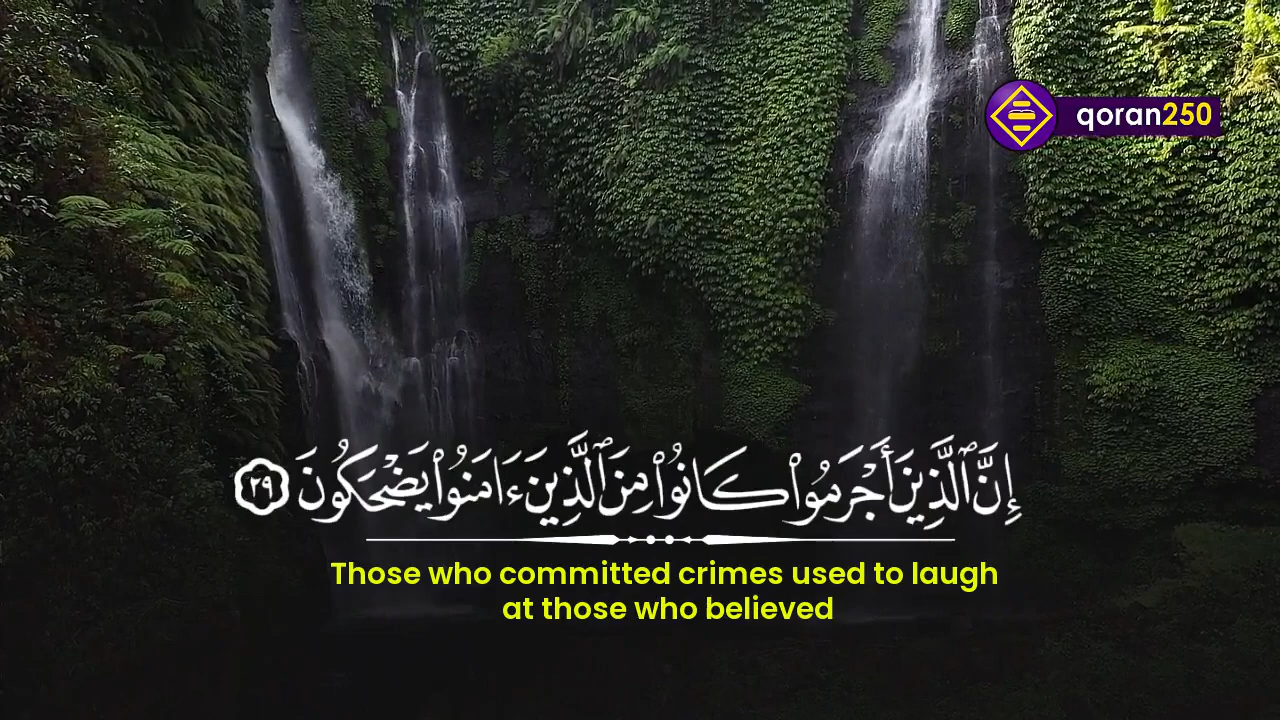 qoran250
إِنَّ ٱلَّذِينَ أَجْرَمُوا۟ كَانُوا۟ مِنَ ٱلَّذِينَ ءَامَنُوا۟ يَضْحَكُونَ ٢٩
Those who committed crimes used to laugh
at those who believed